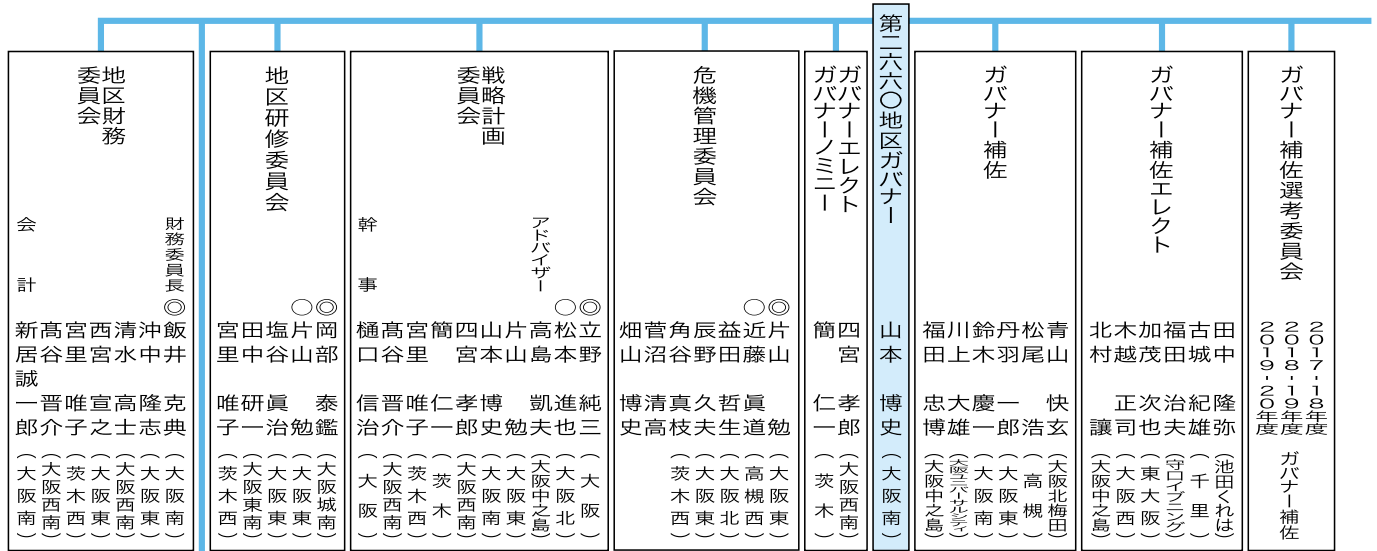 ガバナー補佐選考委員会
2017-18年度
2018-19年度
2019-20年度
ガバナー補佐
ガバナー補佐エレクト
田中 隆弥(池田くれは)
古城 紀雄(千里)
福田 治夫(守口イブニング)
加茂 次也(東大阪)
木越 正司(大阪西)
北村 讓(大阪中之島)
ガバナー補佐
青山 快玄(大阪北梅田)
松尾 浩(高槻)
丹羽 一郎(高槻)
鈴木 慶一(大阪南)
川上 大雄(大阪ユニバーサルシティ)
福田 忠博(大阪中之島)
第二六六〇地区ガバナー
山本 博史(大阪南)
ガバナーエレクト
ガバナーノミニー
四宮 孝郎(大阪西南)
簡 仁一(茨木)
危機管理委員会
◎片山 勉(大阪東)
○近藤 眞道(高槻西)
益田 哲生(大阪北)
辰野 久夫(大阪東)
角谷 真枝(茨木西)
菅沼 清高
畑山 博史
戦略計画
委員会
◎立野 純三(大阪)
○松本 進也(大阪北)
アドバイザー 高島 凱夫(大阪中之島)
片山 勉(大阪東)
山本 博史(大阪南)
四宮 孝郎(大阪西南)
簡 仁一(茨木)
宮里 唯子(茨木西)
髙谷 晋介(大阪西南)
幹事 樋口 信治(大阪)
地区研修委員会
◎岡部 泰鑑(大阪城南)
○片山 勉(大阪東)
塩谷 眞治(大阪東)
田中 研一(大阪東南)
宮里 唯子(茨木西)
地区財務
委員会
財務委員長 ◎飯井 克典(大阪南)
沖中 隆志(大阪東)
清水 高士(大阪西南)
西宮 宣之(大阪東)
宮里 唯子(茨木西)
髙谷 晋介(大阪西南)
会計 新居 誠一郎(大阪南)